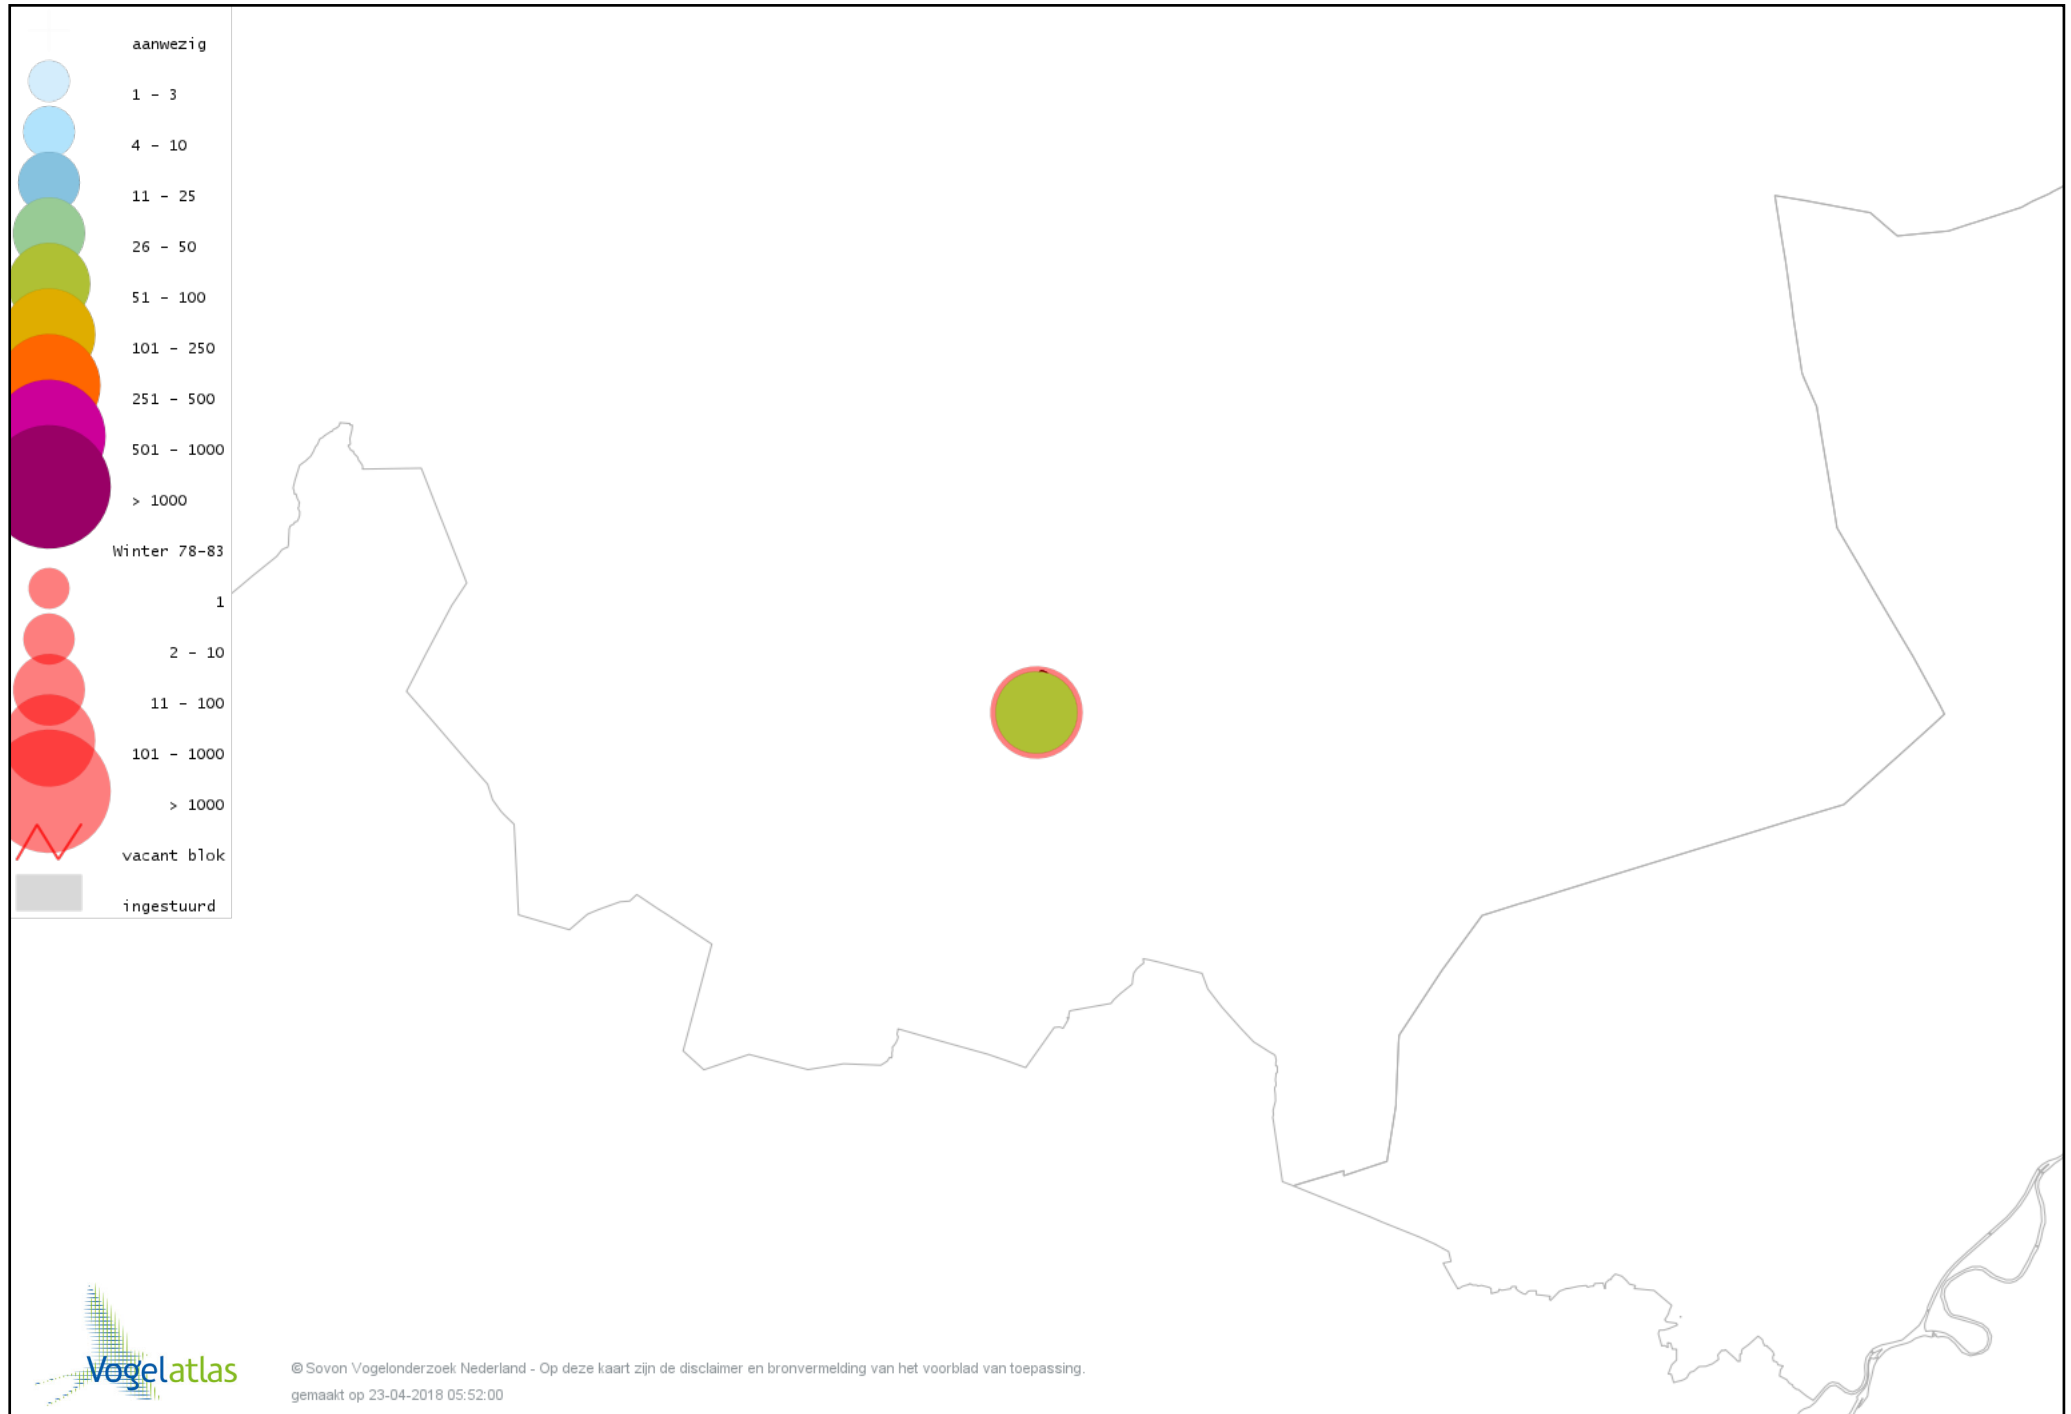 aanwezig
1 - 3
4 - 10
11 - 25
26 - 50
51 - 100
101 - 250
251 - 500
501 - 1000
> 1000
Winter 78-83
1
2 - 10
11 - 100
101 - 1000
> 1000
vacant blok
ingestuurd
Vogelatlas
© Sovon Vogelonderzoek Nederland - Op deze kaart zijn de disclaimer en bronvermelding van het voorblad van toepassing.
gemaakt op 23-04-2018 05:52:00